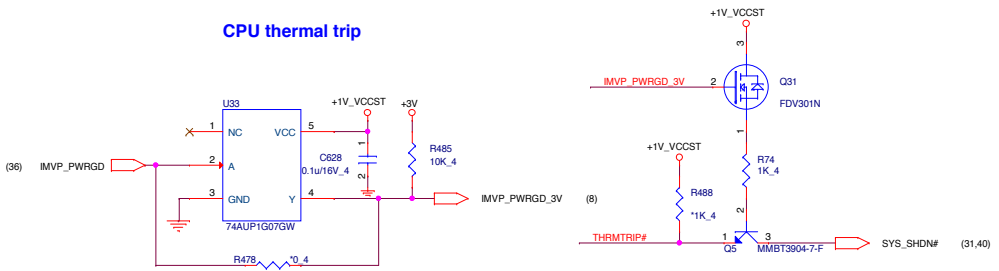 CPU thermal trip
+1V_VCCST
3
IMVP_PWRGD_3V
2
Q31
FDV301N
1
U33
+1V_VCCST
+3V
1
NC
VCC
5
1
C628
0.1u/16V_4
2
R485
10K_4
(36)
IMVP_PWRGD
2
A
3
GND
Y
4
IMVP_PWRGD_3V
(8)
74AUP1G07GW
R478
*0_4
R74
1K_4
+1V_VCCST
R488
*1K_4
2
THRMTRIP#
1
3
Q5
MMBT3904-7-F
SYS_SHDN#
(31,40)